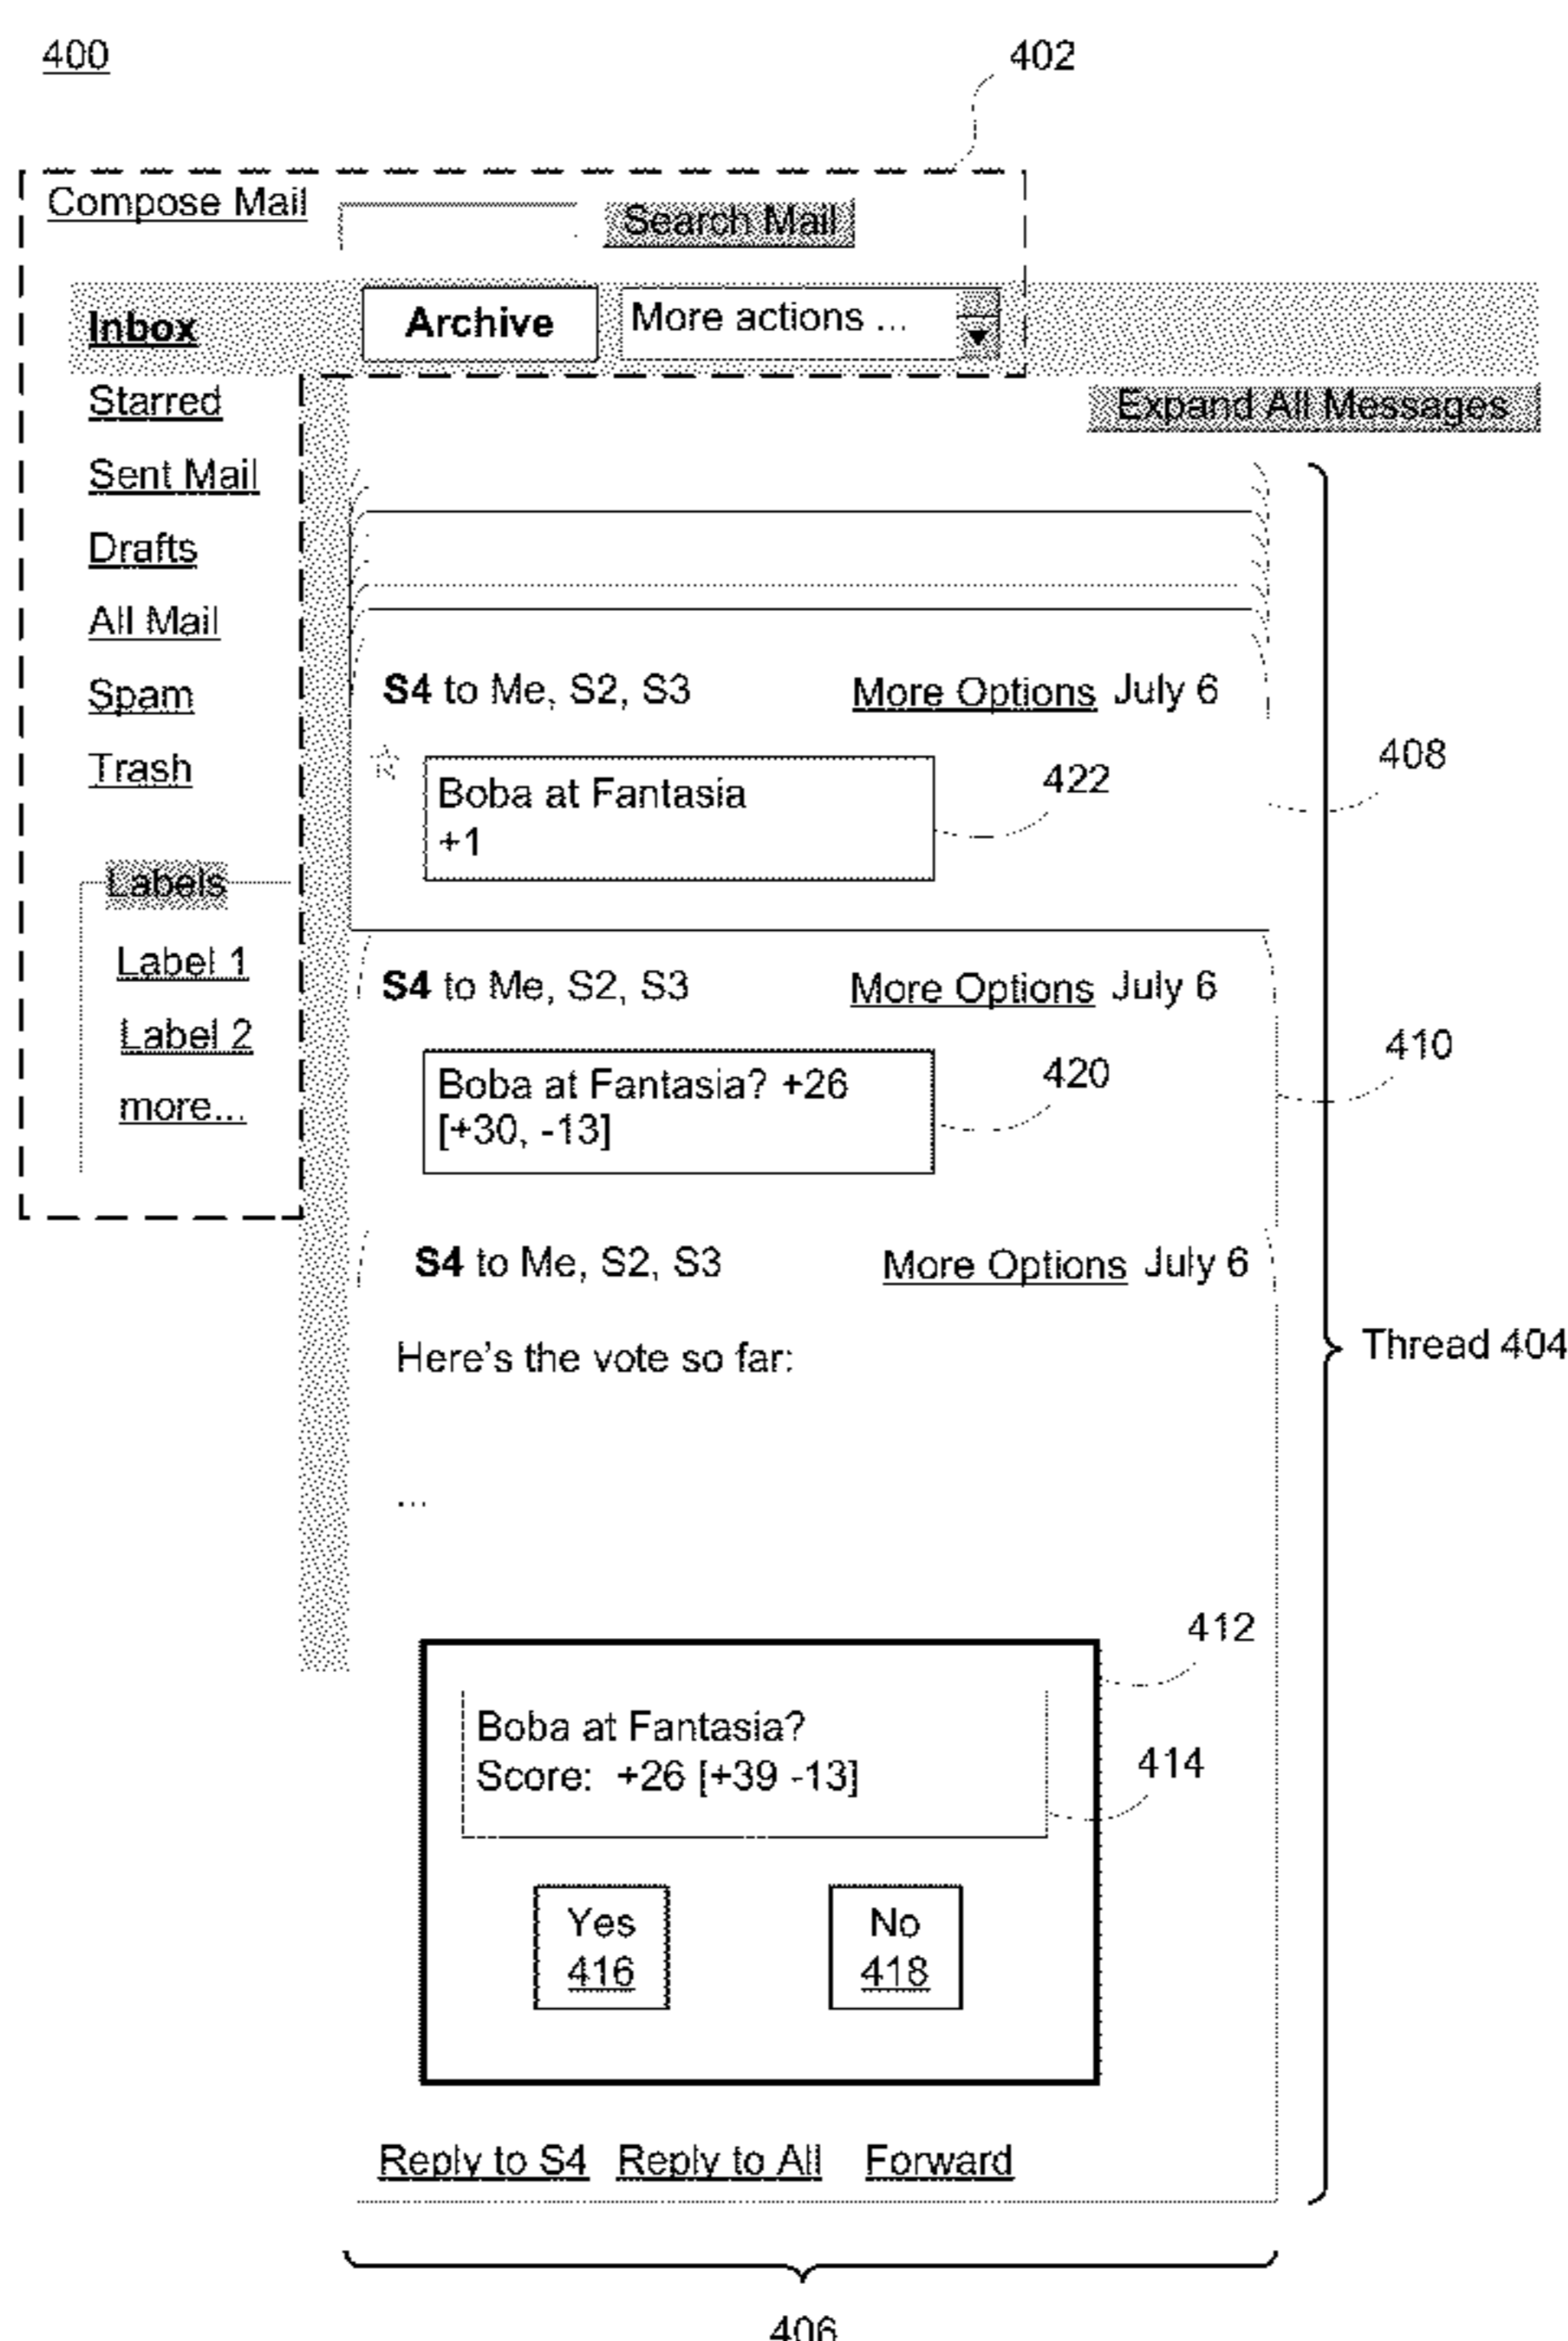 400
402
Compose Mail
Search Mail
Inbox
Archive
More actions ...
Starred
Expand All Messages
Sent Mail
Drafts
All Mail
Spam
Trash
Labels
Label 1
Label 2
more...
S4 to Me, S2, S3 More Options July 6
408
Boba at Fantasia
+1
422
S4 to Me, S2, S3 More Options July 6
410
Boba at Fantasia? +26
[+30, -13]
420
S4 to Me, S2, S3 More Options July 6
Thread 404
Here's the vote so far:
...
412
Boba at Fantasia?
Score: +26 [+39 -13]
414
Yes
416
No
418
Reply to S4 Reply to All Forward
406